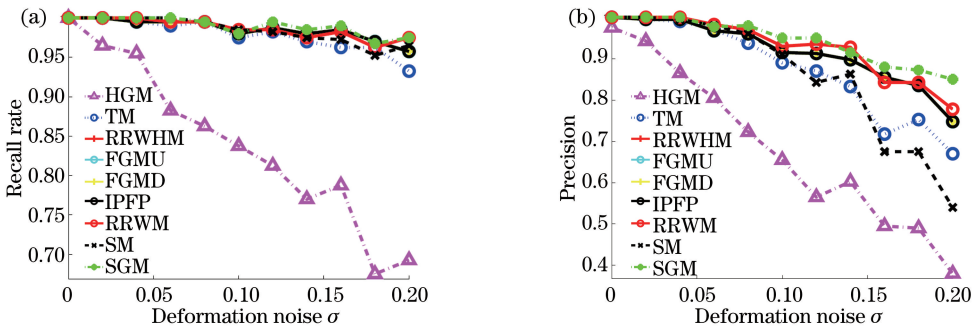 (a)
Recall rate
0.95
0.90
0.85
0.80
0.75
0.70
HGM
TM
RRWHM
FGMU
FGMD
IPFP
RRWM
SM
SGM
0 0.05 0.10 0.15 0.20
Deformation noise σ
(b)
Precision
0.9
0.8
0.7
0.6
0.5
0.4
HGM
TM
RRWHM
FGMU
FGMD
IPFP
RRWM
SM
SGM
0 0.05 0.10 0.15 0.20
Deformation noise σ